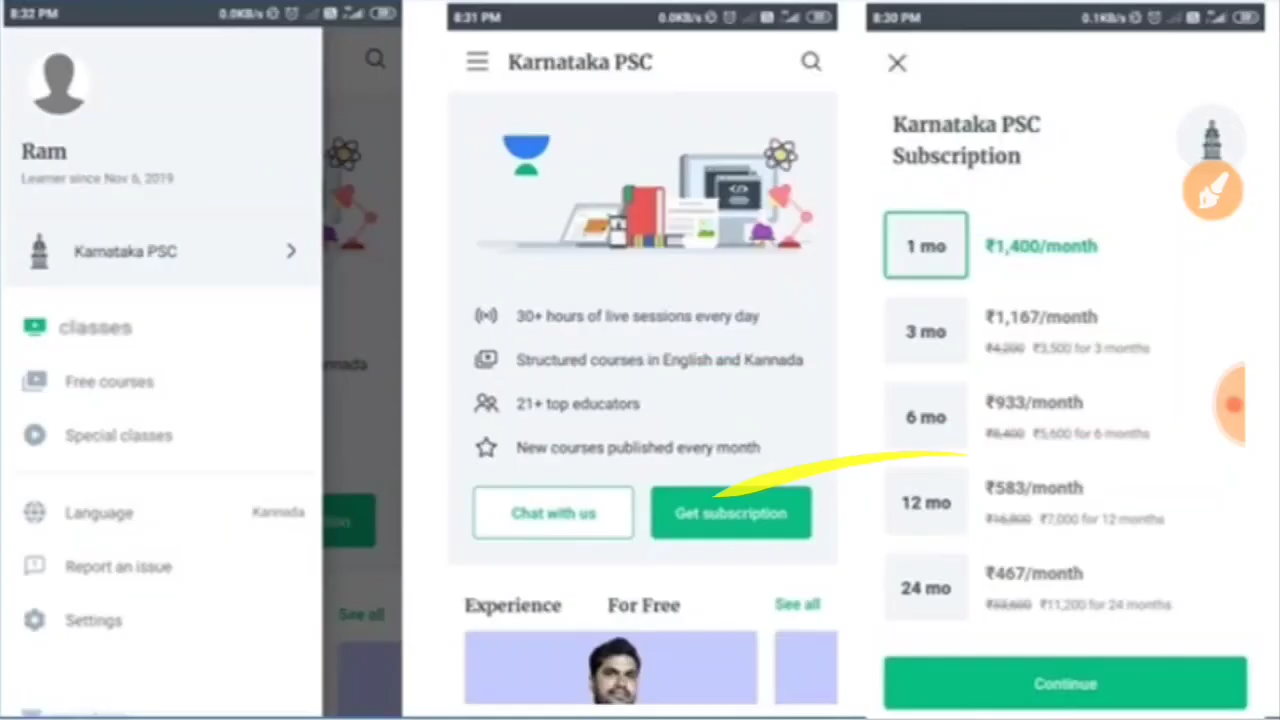 8:32 PM
0.0KB/s
Ram
Learner since Nov 6, 2019
Karnataka PSC
classes
Free courses
Special classes
Language
Kannada
Report an issue
Settings
See all
8:31 PM
0.0KB/s
Karnataka PSC
30+ hours of live sessions every day
Structured courses in English and Kannada
21+ top educators
New courses published every month
Chat with us
Get subscription
Experience For Free
See all
8:30 PM
0.1KB/s
Karnataka PSC
Subscription
1 mo
₹1,400/month
3 mo
₹1,167/month
₹4,200 ₹3,500 for 3 months
6 mo
₹933/month
₹8,400 ₹5,600 for 6 months
12 mo
₹583/month
₹16,800 ₹7,000 for 12 months
24 mo
₹467/month
₹33,600 ₹11,200 for 24 months
Continue